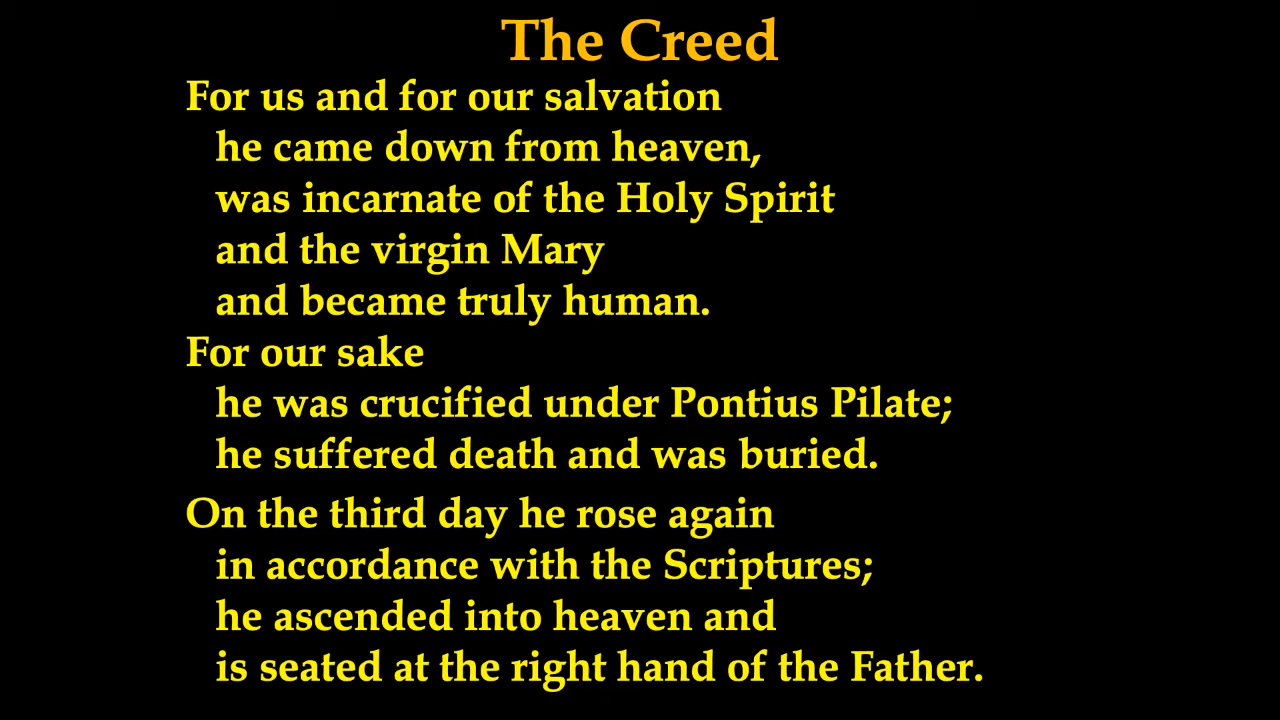 The Creed
For us and for our salvation
he came down from heaven,
was incarnate of the Holy Spirit
and the virgin Mary
and became truly human.
For our sake
he was crucified under Pontius Pilate;
he suffered death and was buried.
On the third day he rose again
in accordance with the Scriptures;
he ascended into heaven and
is seated at the right hand of the Father.